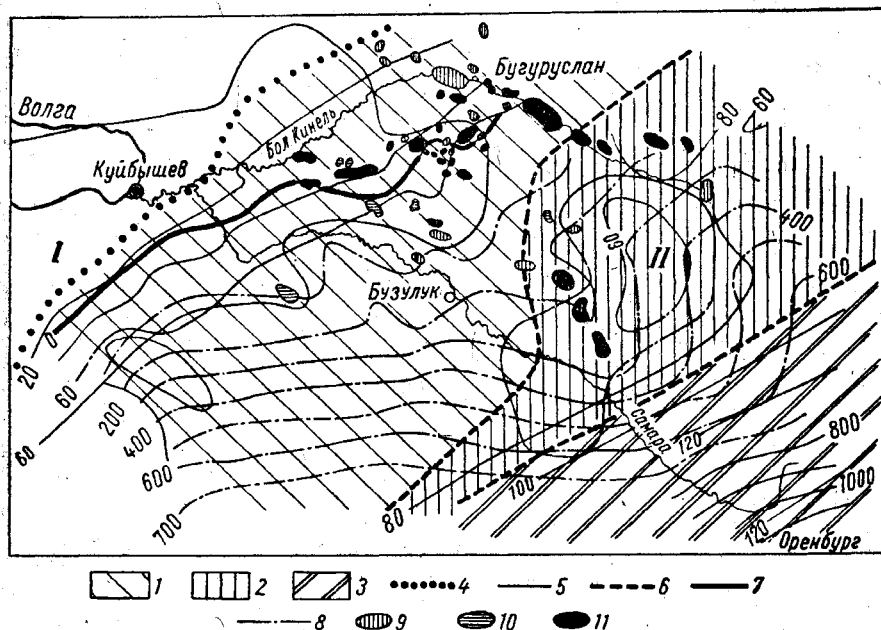 Бугуруслан
Волга
Бол. Кинель
Куйбышев
80
60
400
60
I
II
600
Бузулук
0
20
60
60
200
400
600
700
80
Самара
100
120
800
1000
120
Оренбург
1 2 3 4 5 6 7
8 9 10 11